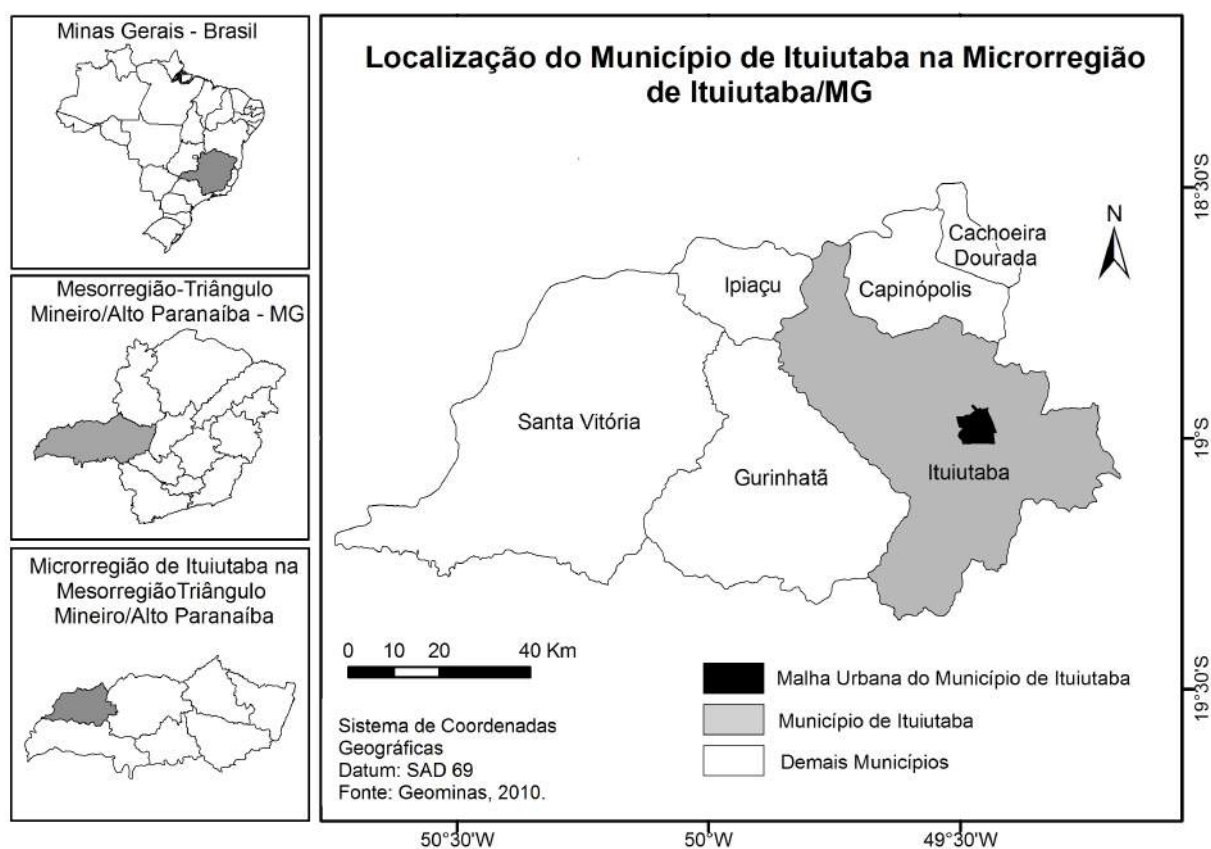 Minas Gerais - Brasil
Mesorregião-Triângulo
Mineiro/Alto Paranaíba - MG
Microrregião de Ituiutaba na
MesorregiãoTriângulo
Mineiro/Alto Paranaíba
Localização do Município de Ituiutaba na Microrregião
de Ituiutaba/MG
18°30'S
N
Cachoeira
Dourada
Ipiaçu
Capinópolis
Santa Vitória
19°S
Gurinhatã
Ituiutaba
0 10 20 40 Km
Malha Urbana do Município de Ituiutaba
Município de Ituiutaba
Demais Municípios
19°30'S
Sistema de Coordenadas
Geográficas
Datum: SAD 69
Fonte: Geominas, 2010.
50°30'W
50°W
49°30'W